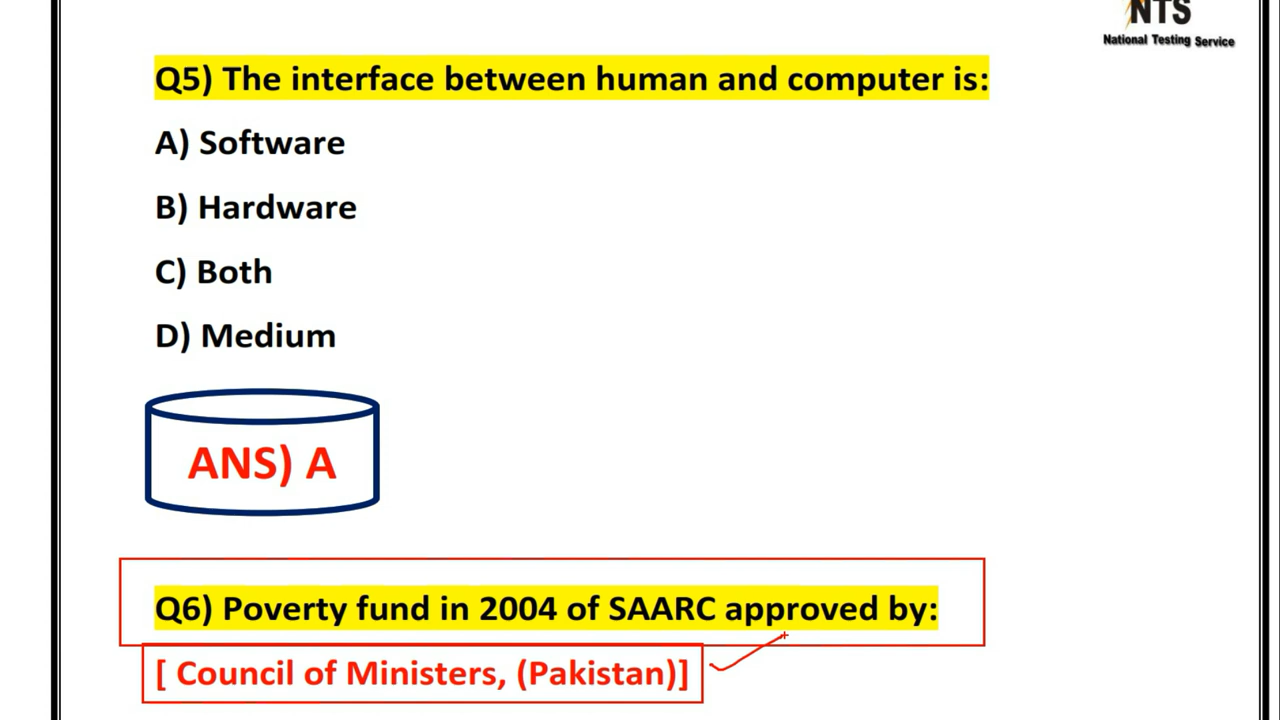 NTS
National Testing Service
Q5) The interface between human and computer is:
A) Software
B) Hardware
C) Both
D) Medium
ANS) A
Q6) Poverty fund in 2004 of SAARC approved by:
[ Council of Ministers, (Pakistan)]